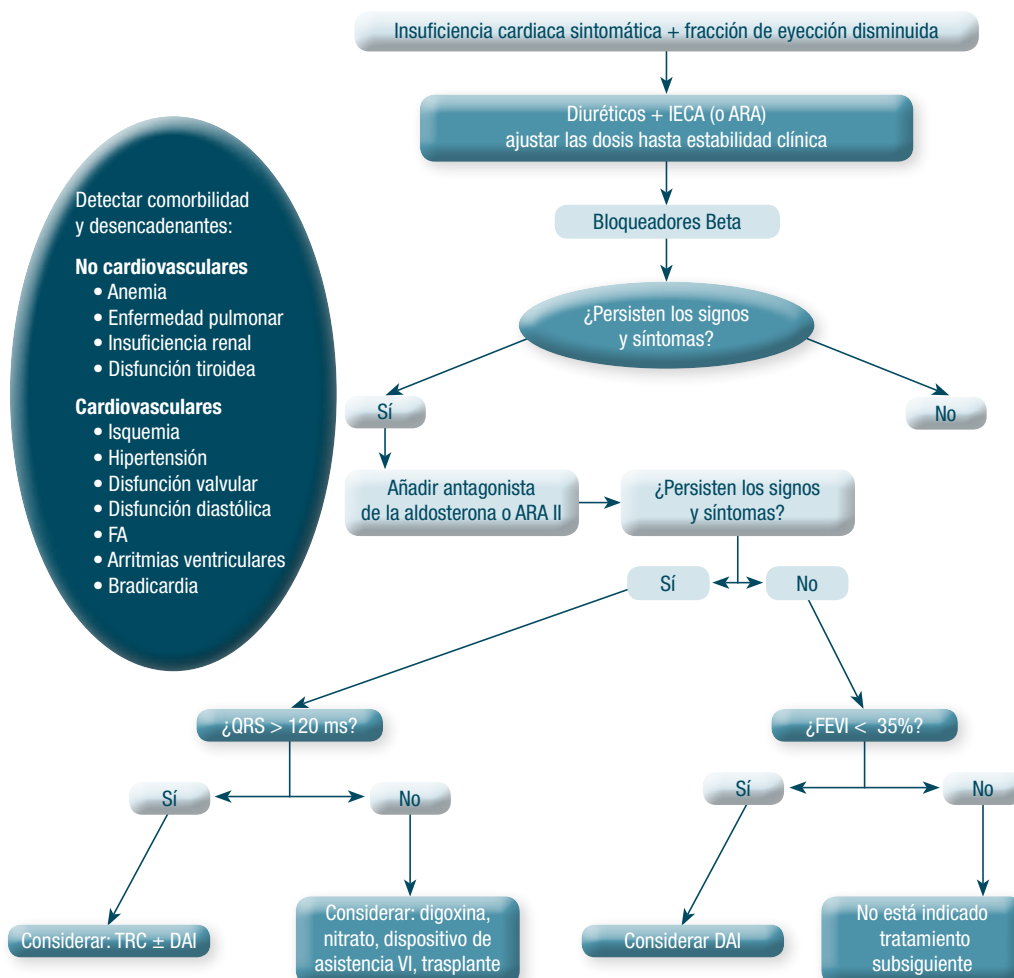 Insuficiencia cardiaca sintomática + fracción de eyección disminuida
Diuréticos + IECA (o ARA)
ajustar las dosis hasta estabilidad clínica
Bloqueadores Beta
¿Persisten los signos
y síntomas?
Sí
No
Añadir antagonista
de la aldosterona o ARA II
¿Persisten los signos
y síntomas?
Sí
No
¿QRS > 120 ms?
¿FEVI < 35%?
Sí
No
Sí
No
Considerar: TRC ± DAI
Considerar: digoxina,
nitrato, dispositivo de
asistencia VI, trasplante
Considerar DAI
No está indicado
tratamiento
subsiguiente
Detectar comorbilidad
y desencadenantes:
No cardiovasculares
• Anemia
• Enfermedad pulmonar
• Insuficiencia renal
• Disfunción tiroidea
Cardiovasculares
• Isquemia
• Hipertensión
• Disfunción valvular
• Disfunción diastólica
• FA
• Arritmias ventriculares
• Bradicardia